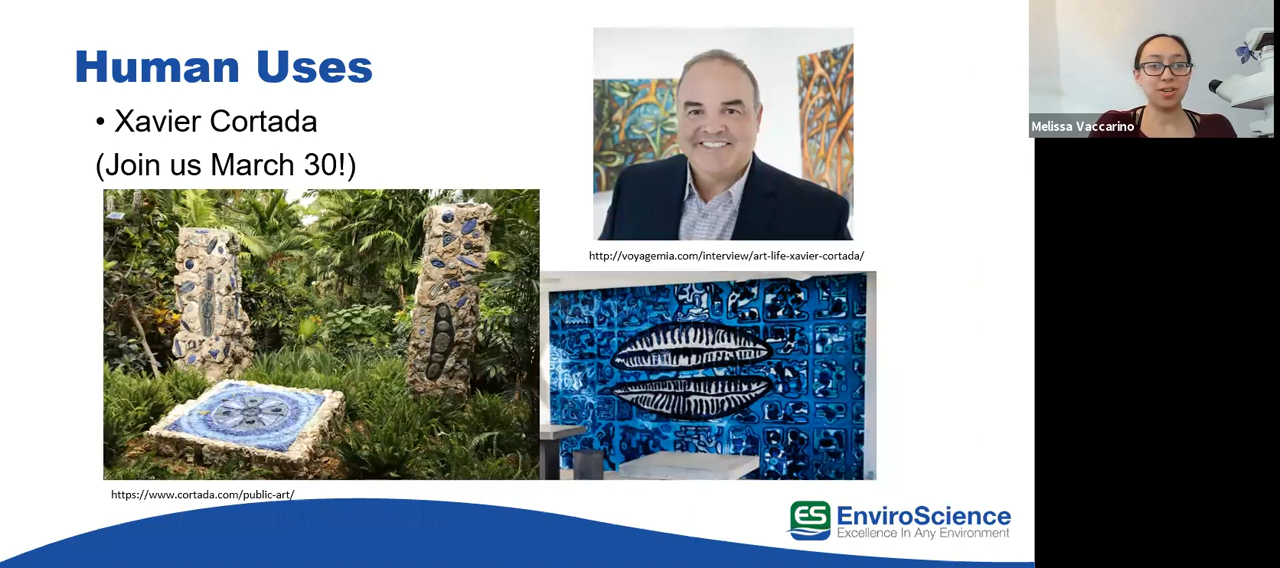 Human Uses
• Xavier Cortada
(Join us March 30!)
http://voyagemia.com/interview/art-life-xavier-cortada/
https://www.cortada.com/public-art/
ES EnviroScience
Excellence In Any Environment
Melissa Vaccarino